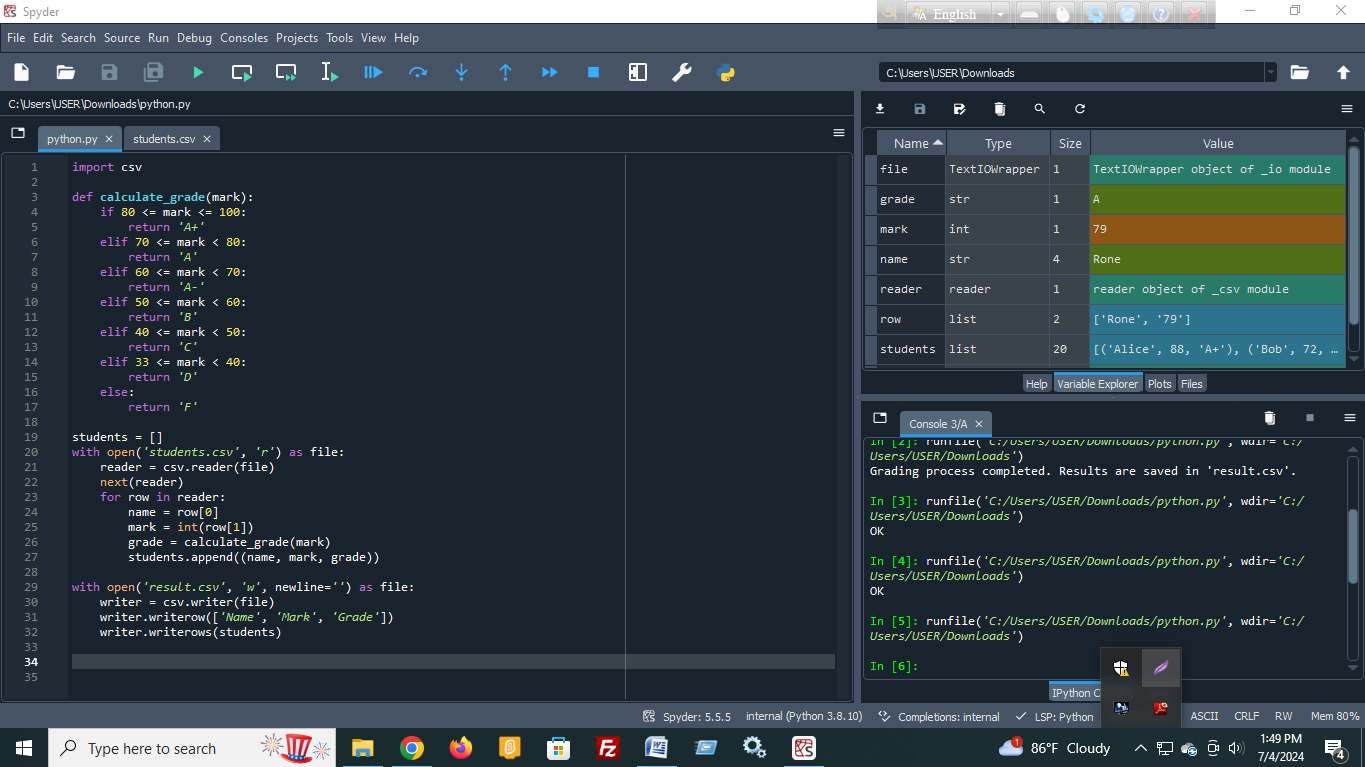 Spyder
English
File Edit Search Source Run Debug Consoles Projects Tools View Help
C:\Users\USER\Downloads
C:\Users\USER\Downloads\python.py
python.py
students.csv
1 import csv
2
3 def calculate_grade(mark):
4     if 80 <= mark <= 100:
5         return 'A+'
6     elif 70 <= mark < 80:
7         return 'A'
8     elif 60 <= mark < 70:
9         return 'A-'
10     elif 50 <= mark < 60:
11         return 'B'
12     elif 40 <= mark < 50:
13         return 'C'
14     elif 33 <= mark < 40:
15         return 'D'
16     else:
17         return 'F'
18
19 students = []
20 with open('students.csv', 'r') as file:
21     reader = csv.reader(file)
22     next(reader)
23     for row in reader:
24         name = row[0]
25         mark = int(row[1])
26         grade = calculate_grade(mark)
27         students.append((name, mark, grade))
28
29 with open('result.csv', 'w', newline='') as file:
30     writer = csv.writer(file)
31     writer.writerow(['Name', 'Mark', 'Grade'])
32     writer.writerows(students)
33
34
35
Name Type Size Value
file TextIOWrapper 1 TextIOWrapper object of _io module
grade str 1 A
mark int 1 79
name str 4 Rone
reader reader 1 reader object of _csv module
row list 2 ['Rone', '79']
students list 20 [('Alice', 88, 'A+'), ('Bob', 72, …
Help Variable Explorer Plots Files
Console 3/A
In [2]: runfile('C:/Users/USER/Downloads/python.py', wdir='C:/
Users/USER/Downloads')
Grading process completed. Results are saved in 'result.csv'.
In [3]: runfile('C:/Users/USER/Downloads/python.py', wdir='C:/
Users/USER/Downloads')
OK
In [4]: runfile('C:/Users/USER/Downloads/python.py', wdir='C:/
Users/USER/Downloads')
OK
In [5]: runfile('C:/Users/USER/Downloads/python.py', wdir='C:/
Users/USER/Downloads')
In [6]:
IPython C
Spyder: 5.5.5 internal (Python 3.8.10) Completions: internal LSP: Python ASCII CRLF RW Mem 80%
Type here to search
1 86°F Cloudy
1:49 PM
7/4/2024
4